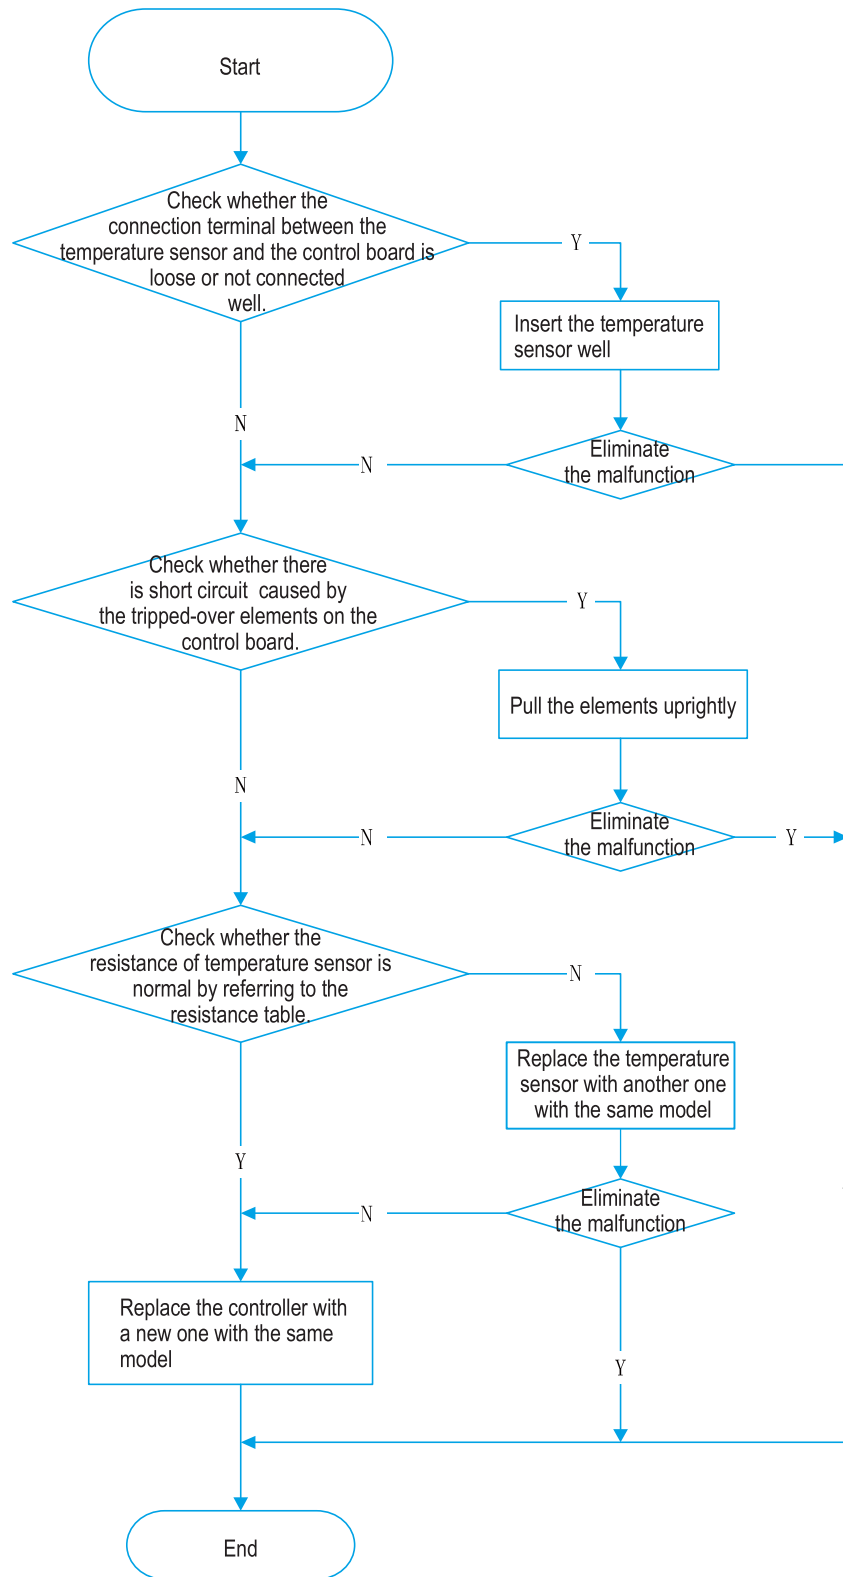 Start
Check whether the
connection terminal between the
temperature sensor and the control board is
loose or not connected
well.
Y
Insert the temperature
sensor well
N
Eliminate
the malfunction
N
Check whether there
is short circuit caused by
the tripped-over elements on the
control board.
Y
Pull the elements uprightly
N
Eliminate
the malfunction
N
Y
Check whether the
resistance of temperature sensor is
normal by referring to the
resistance table.
N
Replace the temperature
sensor with another one
with the same model
Y
Eliminate
the malfunction
N
Replace the controller with
a new one with the same
model
Y
End